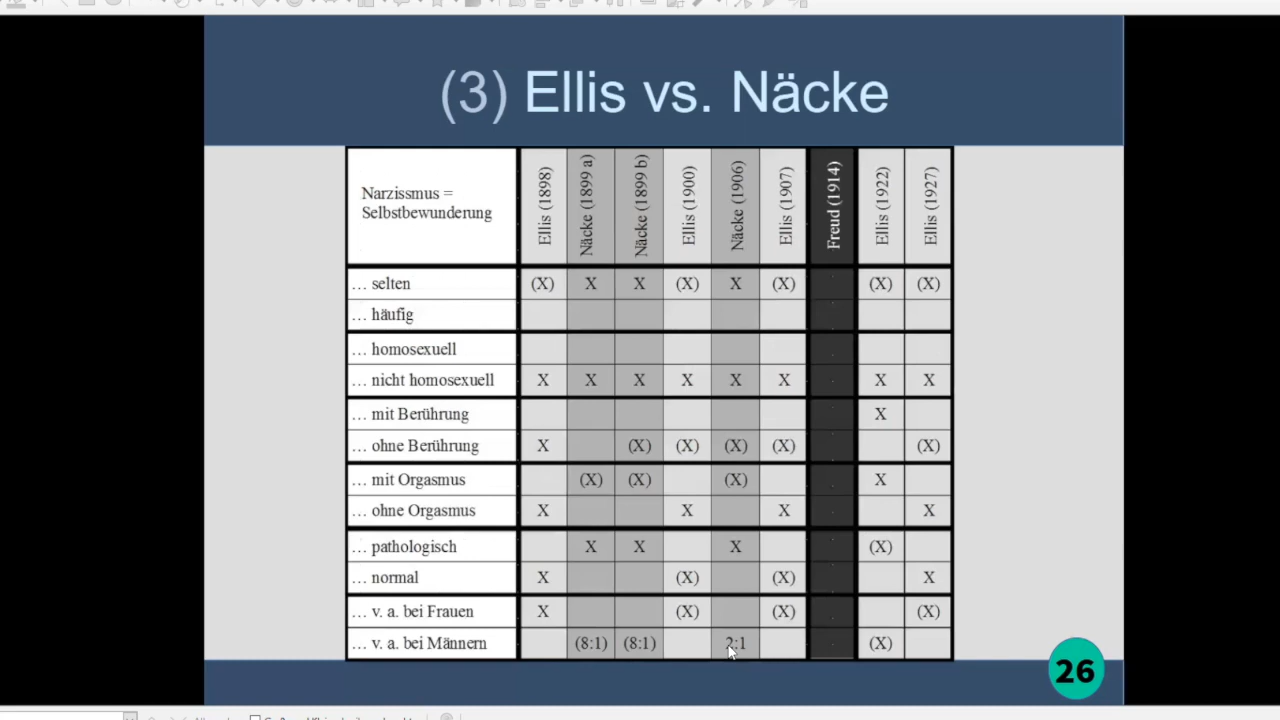 (3) Ellis vs. Näcke
Narzissmus =
Selbstbewunderung
Ellis (1898)
Näcke (1899 a)
Näcke (1899 b)
Ellis (1900)
Näcke (1906)
Ellis (1907)
Freud (1914)
Ellis (1922)
Ellis (1927)
... selten (X) X X (X) X (X) (X) (X)
... häufig
... homosexuell
... nicht homosexuell X X X X X X X X
... mit Berührung X
... ohne Berührung X (X) (X) (X) (X) (X)
... mit Orgasmus (X) (X) (X) X
... ohne Orgasmus X X X X
... pathologisch X X X (X)
... normal X (X) (X) X
... v. a. bei Frauen X (X) (X) (X)
... v. a. bei Männern (8:1) (8:1) 2:1 (X)
26